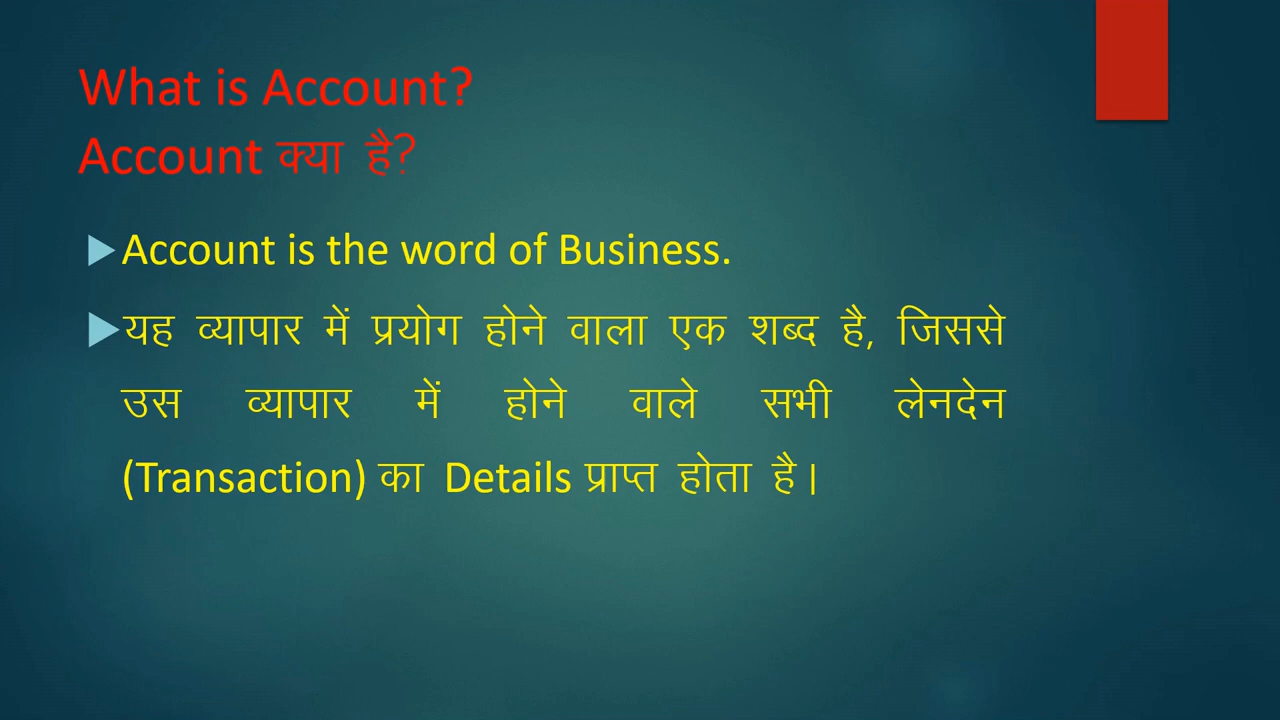 What is Account?
Account क्या है?
Account is the word of Business.
यह व्यापार में प्रयोग होने वाला एक शब्द है, जिससे
उस व्यापार में होने वाले सभी लेनदेन
(Transaction) का Details प्राप्त होता है।